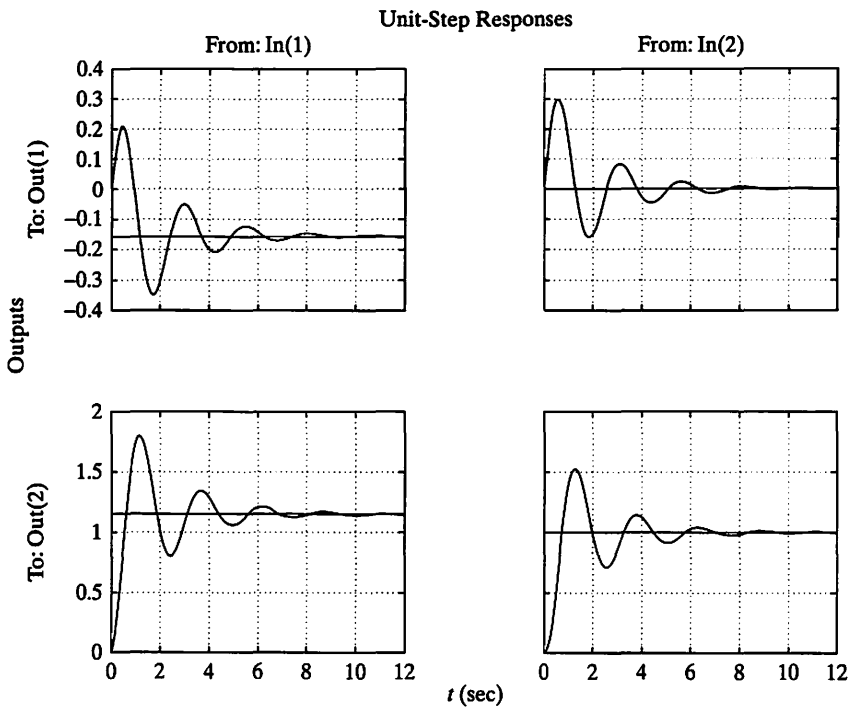 Unit-Step Responses
From: In(1)
From: In(2)
To: Out(1)
0.4
0.3
0.2
0.1
0
−0.1
−0.2
−0.3
−0.4
Outputs
To: Out(2)
2
1.5
1
0.5
0
0 2 4 6 8 10 12
0 2 4 6 8 10 12
t (sec)